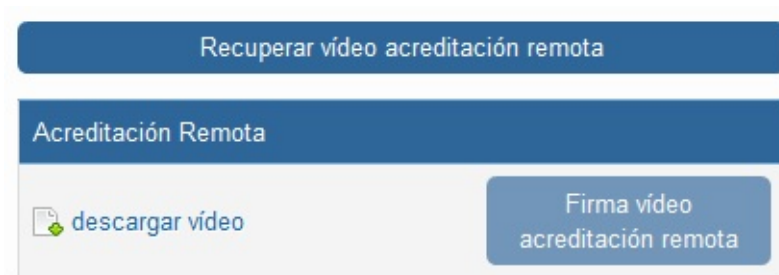 Recuperar vídeo acreditación remota
Acreditación Remota
descargar vídeo
Firma vídeo
acreditación remota